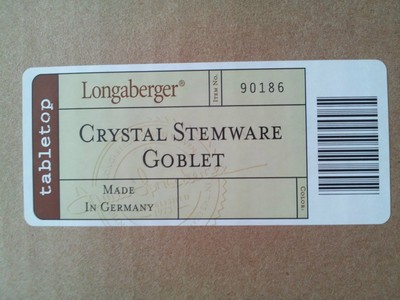 tabletop
Longaberger®
ITEM NO.
90186
CRYSTAL STEMWARE
GOBLET
MADE
IN GERMANY
COLOR: